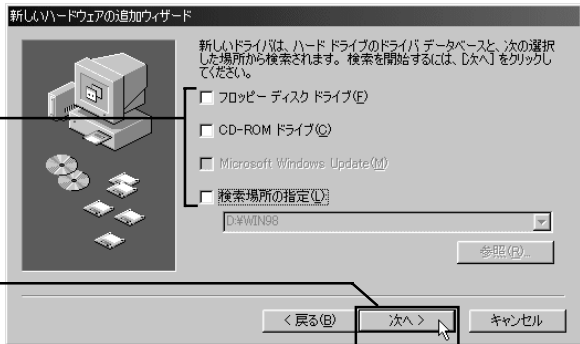 新しいハードウェアの追加ウィザード
新しいドライバは、ハード ドライブのドライバ データベースと、次の選択
した場所から検索されます。検索を開始するには、[次へ] をクリックし
てください。
フロッピー ディスク ドライブ(F)
CD-ROM ドライブ(C)
Microsoft Windows Update(M)
検索場所の指定(L)
D:¥WIN98
参照(R)...
< 戻る(B)
次へ >
キャンセル